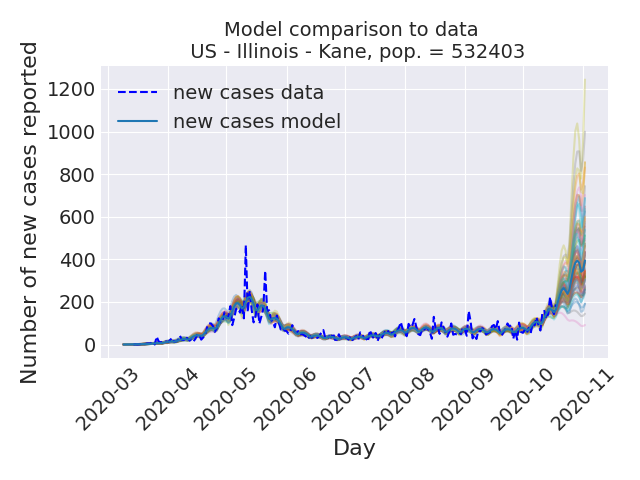 Model comparison to data
US - Illinois - Kane, pop. = 532403
new cases data
new cases model
Number of new cases reported
1200
1000
800
600
400
200
0
2020-03
2020-04
2020-05
2020-06
2020-07
2020-08
2020-09
2020-10
2020-11
Day